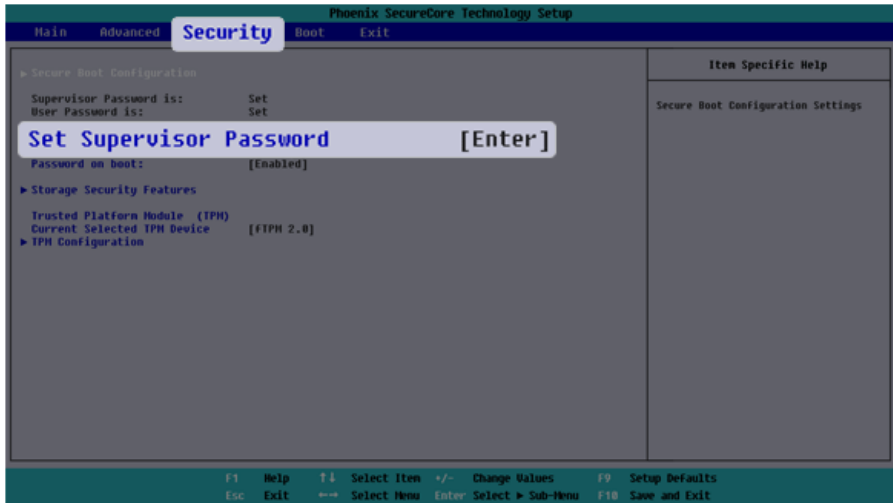 Phoenix SecureCore Technology Setup
Main Advanced Security Boot Exit
▶ Secure Boot Configuration
Item Specific Help
Supervisor Password is: Set
User Password is: Set
Secure Boot Configuration Settings
Set Supervisor Password [Enter]
Password on boot: [Enabled]
▶ Storage Security Features
Trusted Platform Module (TPM)
Current Selected TPM Device [fTPM 2.0]
▶ TPM Configuration
F1 Help ↑↓ Select Item +/- Change Values F9 Setup Defaults
Esc Exit ←→ Select Menu Enter Select ▶ Sub-Menu F10 Save and Exit